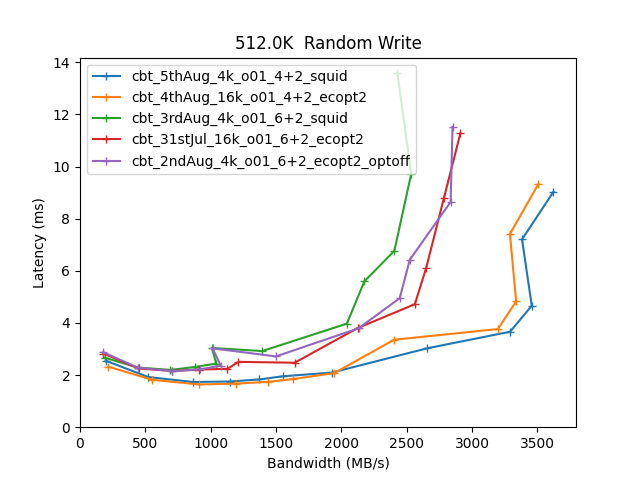 512.0K  Random Write
cbt_5thAug_4k_o01_4+2_squid
cbt_4thAug_16k_o01_4+2_ecopt2
cbt_3rdAug_4k_o01_6+2_squid
cbt_31stJul_16k_o01_6+2_ecopt2
cbt_2ndAug_4k_o01_6+2_ecopt2_optoff
Latency (ms)
14
12
10
8
6
4
2
0
0 500 1000 1500 2000 2500 3000 3500
Bandwidth (MB/s)